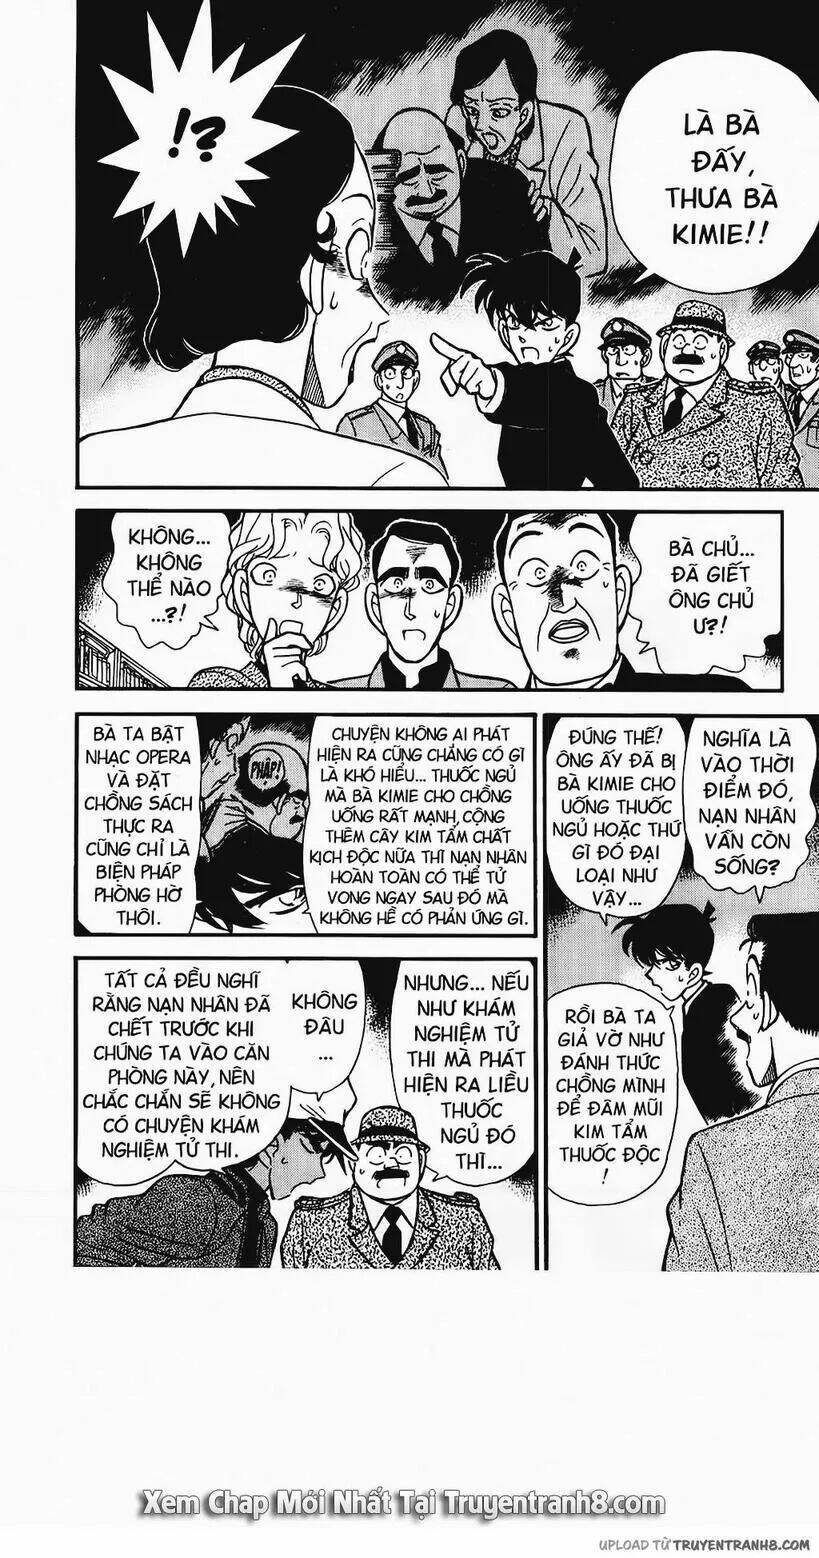 !?
LÀ BÀ
ĐẤY,
THƯA BÀ
KIMIE!!
BÀ CHỦ...
ĐÃ GIẾT
ÔNG CHỦ
Ư?!
KHÔNG...
KHÔNG
THỂ NÀO
...?!
NGHĨA LÀ
VÀO THỜI
ĐIỂM ĐÓ,
NẠN NHÂN
VẪN CÒN
SỐNG?
ĐÚNG THẾ!
ÔNG ẤY ĐÃ BỊ
BÀ KIMIE CHO
UỐNG THUỐC
NGỦ HOẶC THỨ
GÌ ĐÓ ĐẠI
LOẠI NHƯ
VẬY...
RỒI BÀ TA
GIẢ VỜ NHƯ
ĐÁNH THỨC
CHỒNG MÌNH
ĐỂ ĐÂM MŨI
KIM TẨM
THUỐC ĐỘC
!
CHUYỆN KHÔNG AI PHÁT
HIỆN RA CŨNG CHẲNG CÓ GÌ
LÀ KHÓ HIỂU... THUỐC NGỦ
MÀ BÀ KIMIE CHO CHỒNG
UỐNG RẤT MẠNH, CỘNG
THÊM CÂY KIM TẨM CHẤT
KỊCH ĐỘC NỮA THÌ NẠN NHÂN
HOÀN TOÀN CÓ THỂ TỬ
VONG NGAY SAU ĐÓ MÀ
KHÔNG HỀ CÓ PHẢN ỨNG GÌ.
PHẬP!
BÀ TA BẬT
NHẠC OPERA
VÀ ĐẶT
CHỒNG SÁCH
THỰC RA
CŨNG CHỈ LÀ
BIỆN PHÁP
PHÒNG HỜ
THÔI.
NHƯNG... NẾU
NHƯ KHÁM
NGHIỆM TỬ
THI MÀ PHÁT
HIỆN RA LIỀU
THUỐC
NGỦ ĐÓ
THÌ...
KHÔNG
ĐÂU
...
TẤT CẢ ĐỀU NGHĨ
RẰNG NẠN NHÂN ĐÃ
CHẾT TRƯỚC KHI
CHÚNG TA VÀO CĂN
PHÒNG NÀY, NÊN
CHẮC CHẮN SẼ KHÔNG
CÓ CHUYỆN KHÁM
NGHIỆM TỬ THI.
Xem Chap Mới Nhất Tại Truyentranh8.com
UPLOAD TỪ TRUYENTRANH8.COM